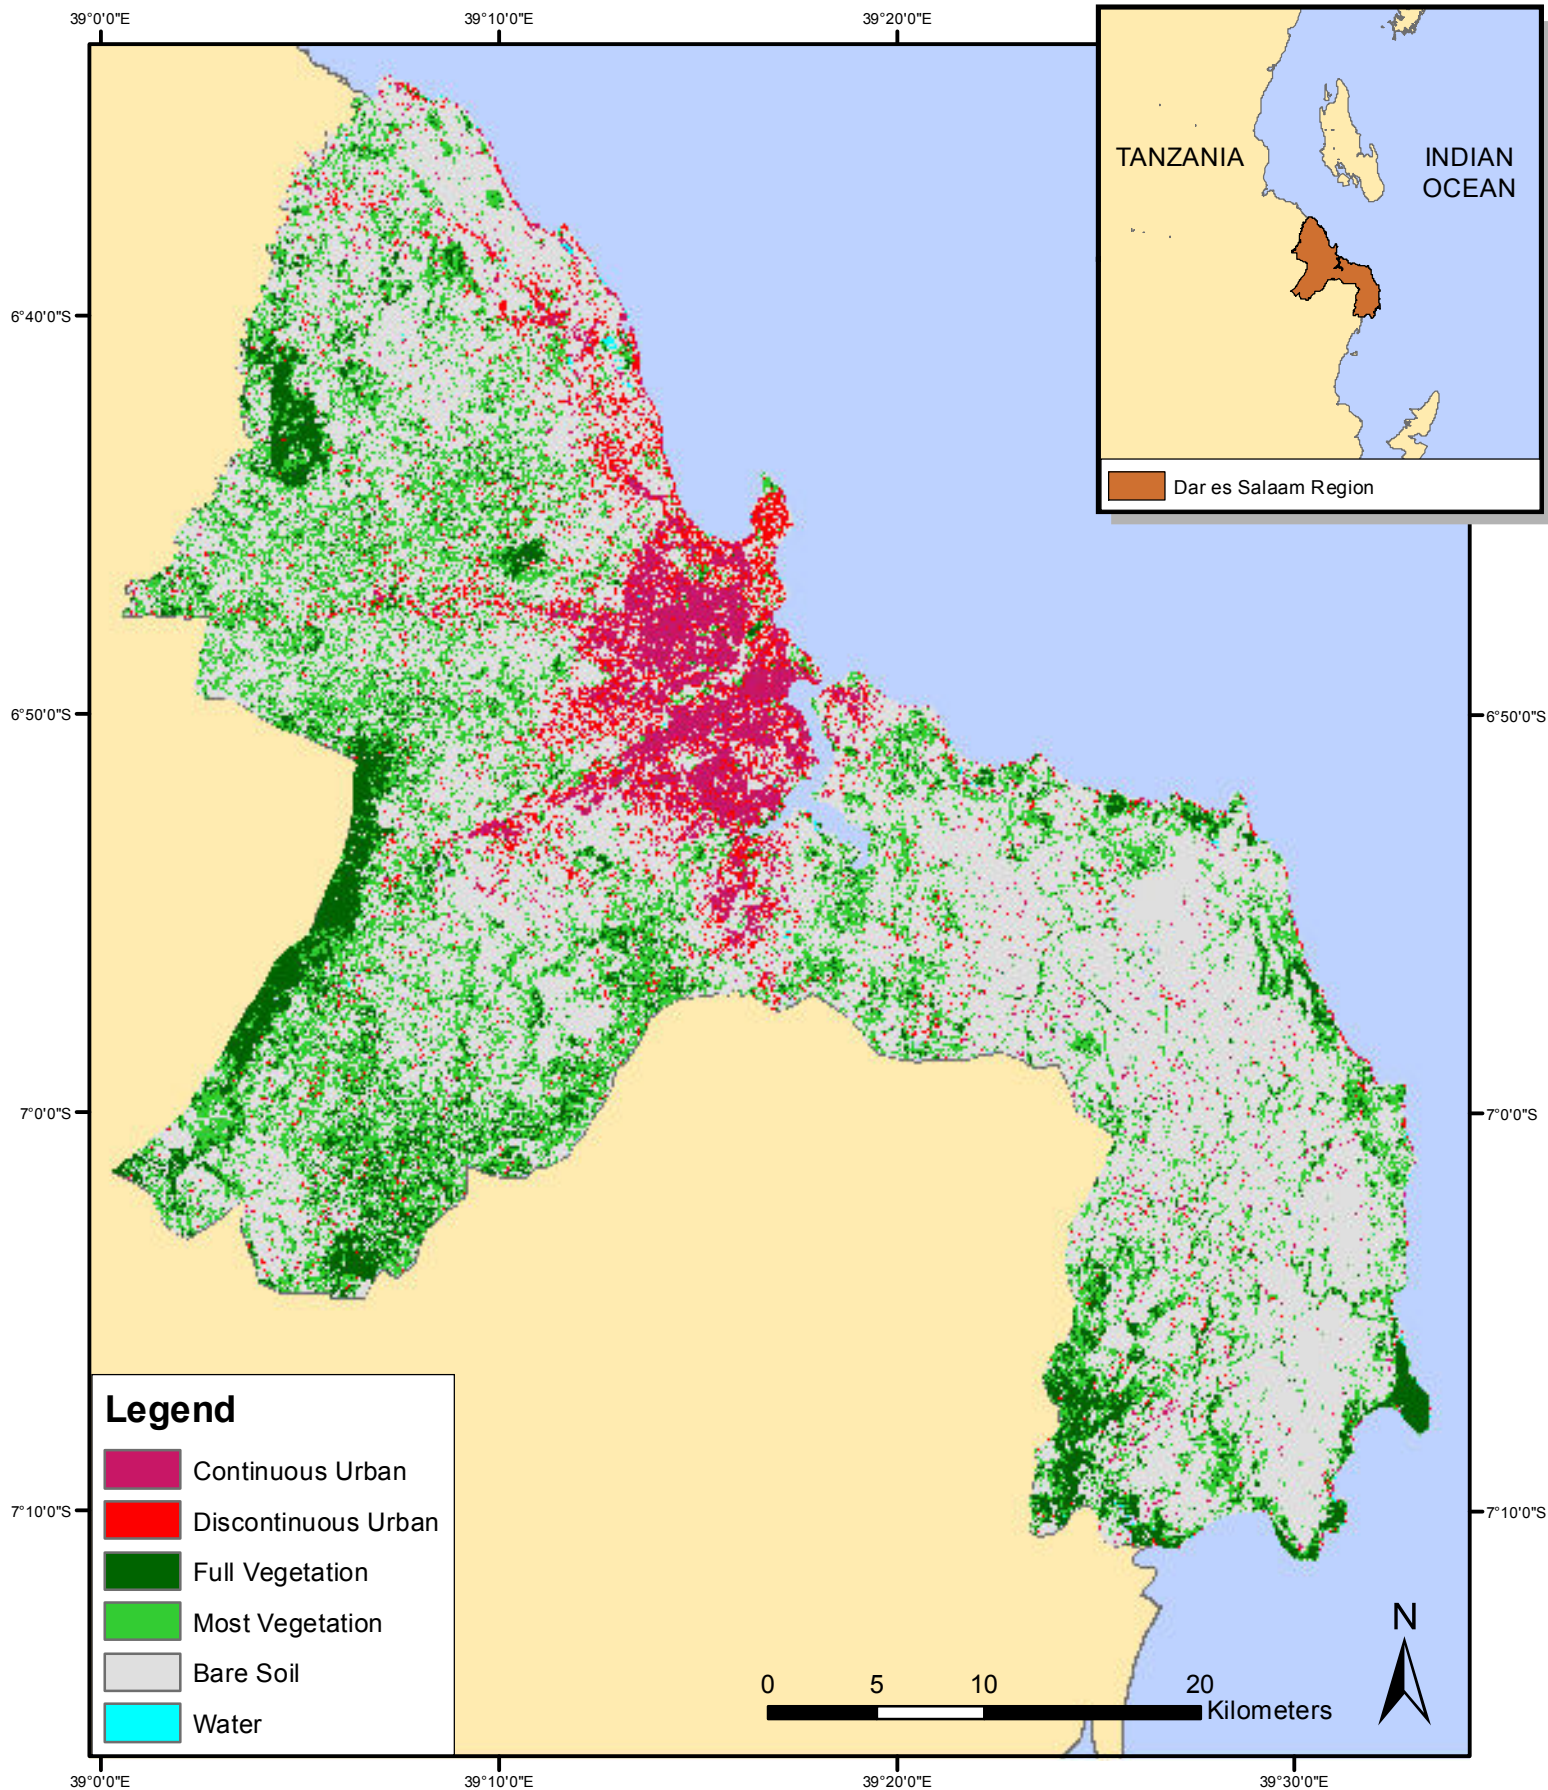 39°0'0"E
39°10'0"E
39°20'0"E
TANZANIA
INDIAN
OCEAN
Dar es Salaam Region
6°40'0"S
6°50'0"S
6°50'0"S
7°0'0"S
7°0'0"S
7°10'0"S
7°10'0"S
Legend
Continuous Urban
Discontinuous Urban
Full Vegetation
Most Vegetation
Bare Soil
Water
N
0 5 10 20
Kilometers
39°0'0"E
39°10'0"E
39°20'0"E
39°30'0"E